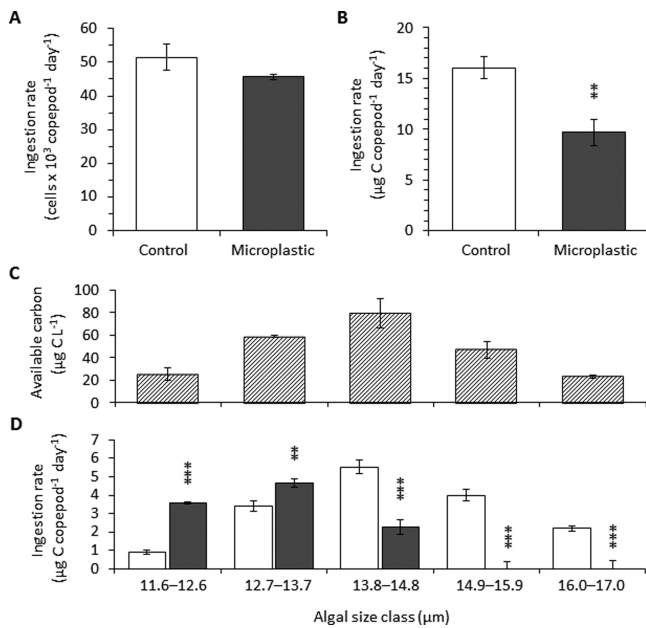 A
Ingestion rate
(cells x 10³ copepod⁻¹ day⁻¹)
60
50
40
30
20
10
0
Control
Microplastic
B
Ingestion rate
(µg C copepod⁻¹ day⁻¹)
20
15
10
5
0
**
Control
Microplastic
C
Available carbon
(µg C L⁻¹)
100
80
60
40
20
0
D
Ingestion rate
(µg C copepod⁻¹ day⁻¹)
7
6
5
4
3
2
1
0
***
**
***
***
***
11.6–12.6
12.7–13.7
13.8–14.8
14.9–15.9
16.0–17.0
Algal size class (µm)